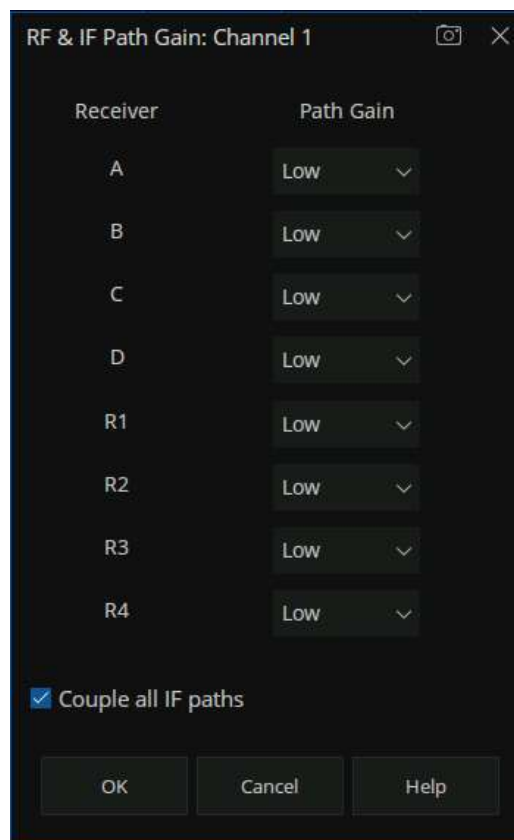 RF & IF Path Gain: Channel 1
Receiver Path Gain
A Low
B Low
C Low
D Low
R1 Low
R2 Low
R3 Low
R4 Low
Couple all IF paths
OK Cancel Help